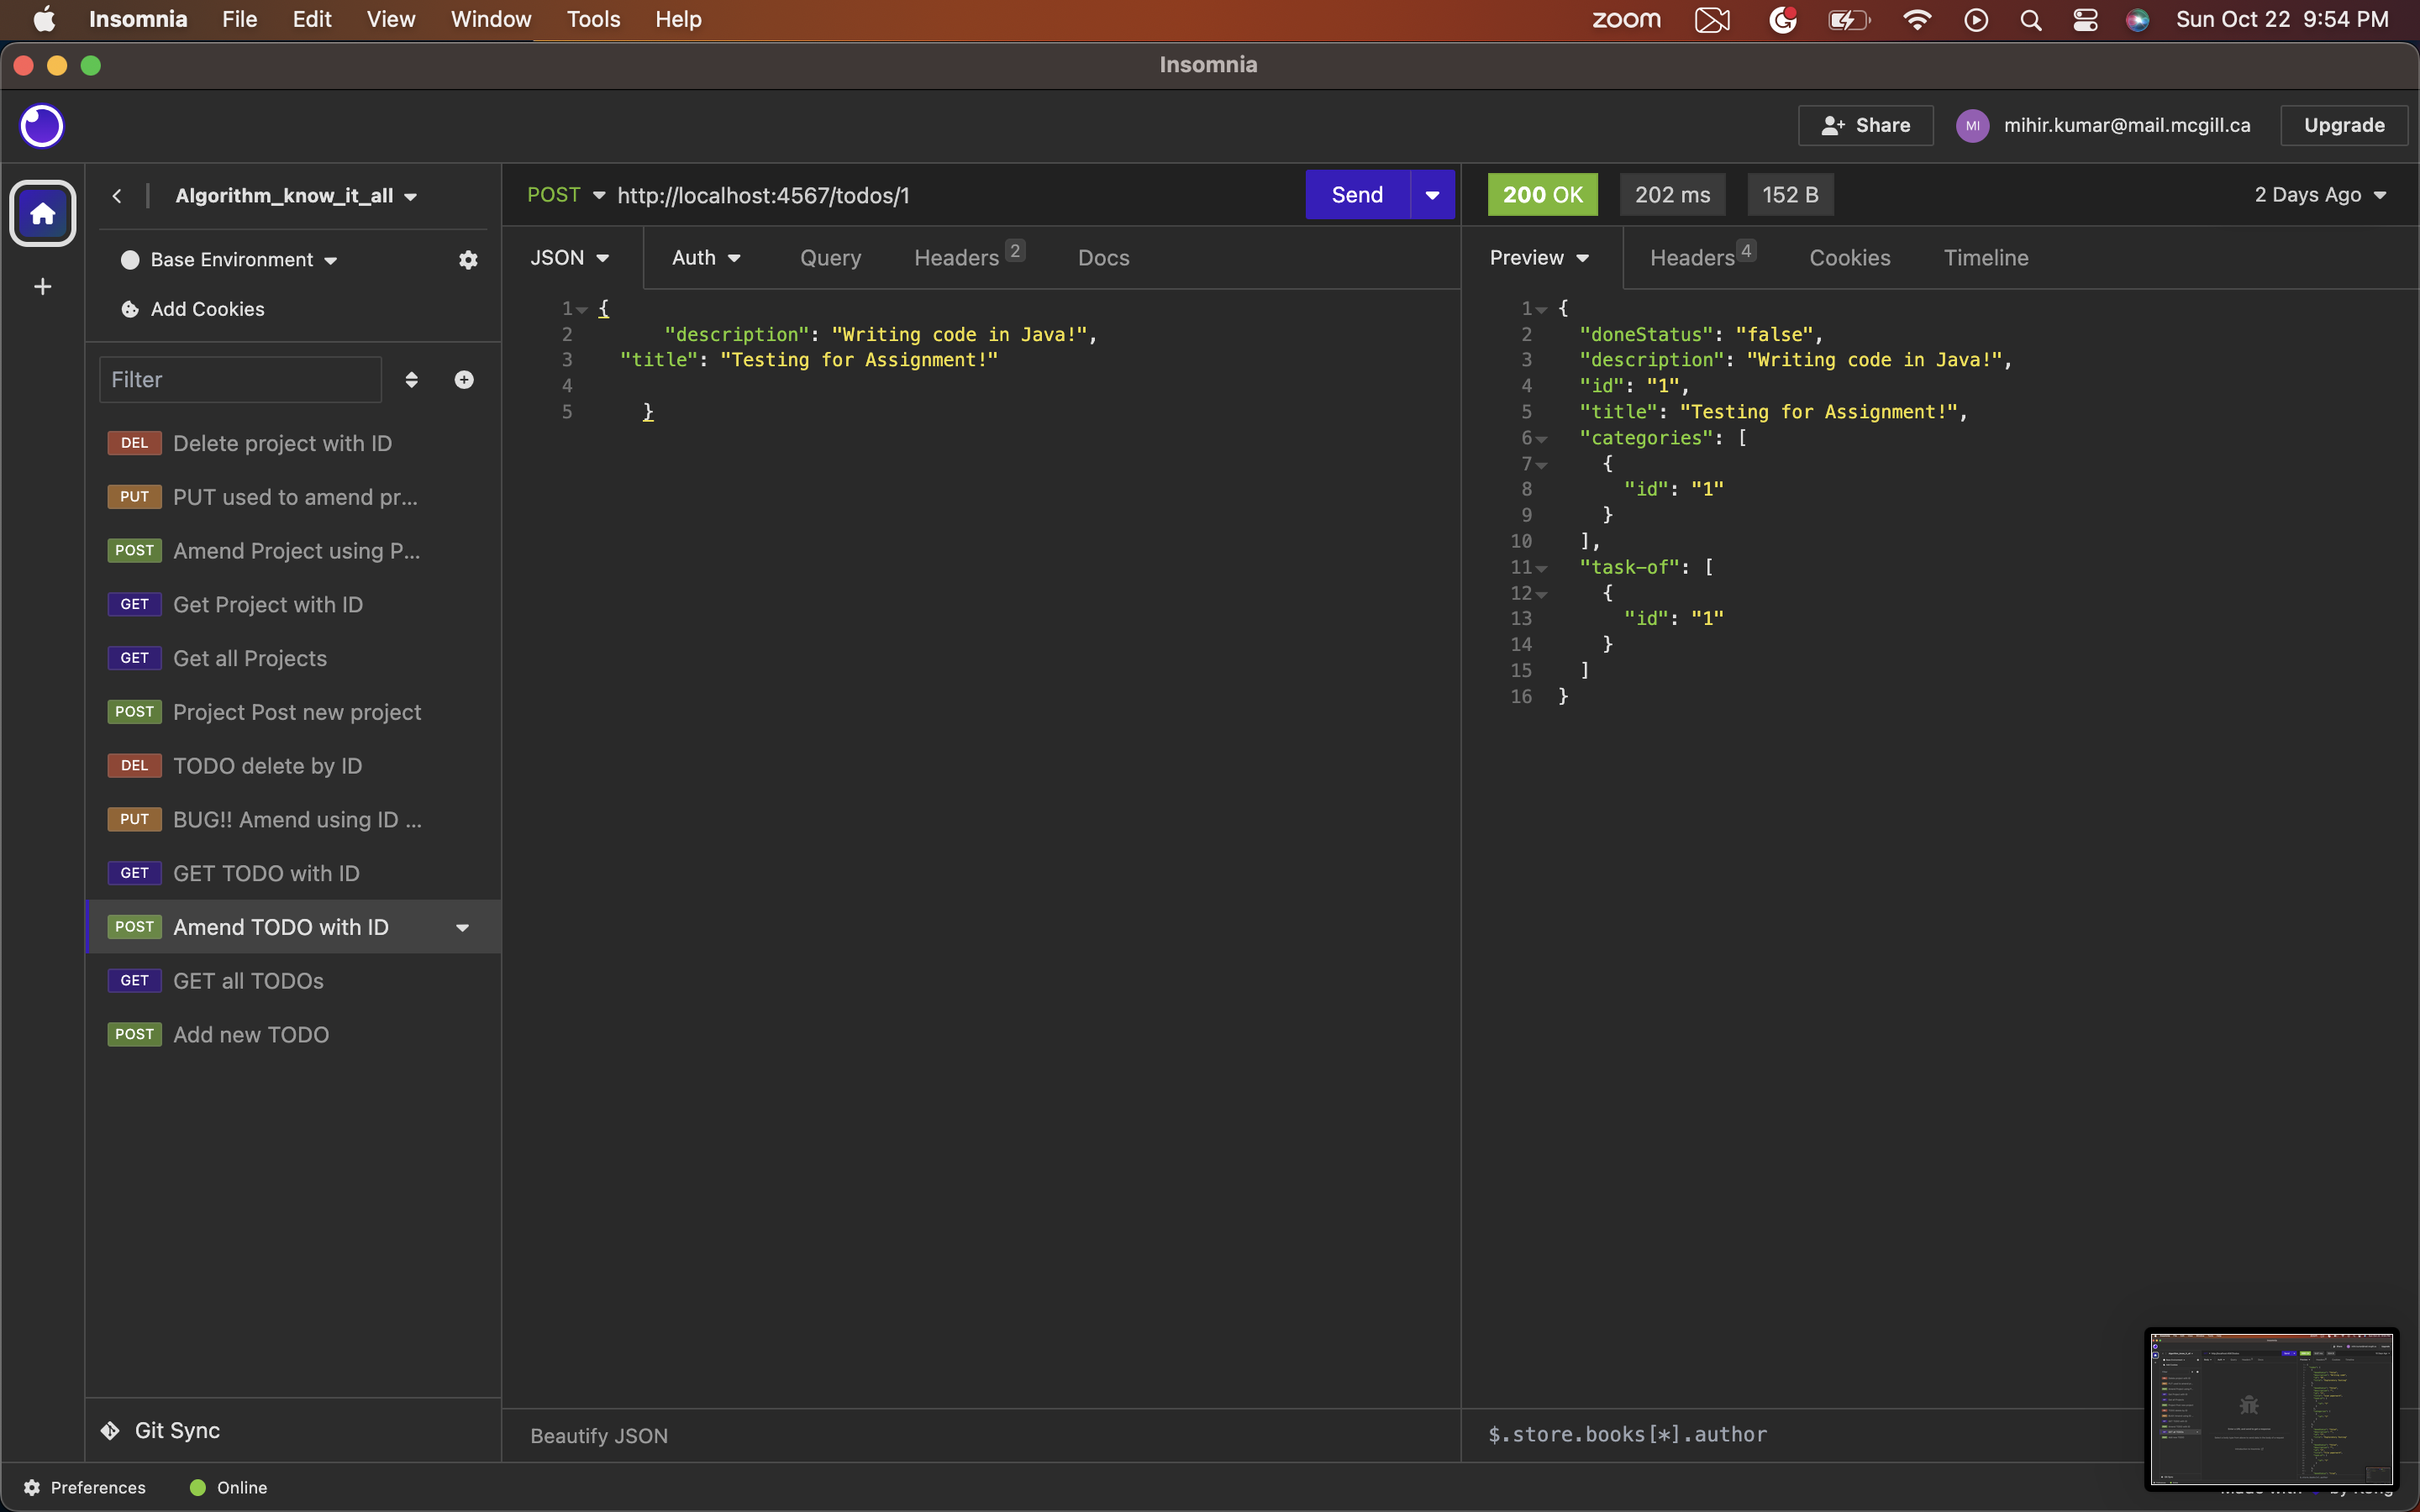 Insomnia File Edit View Window Tools Help zoom Sun Oct 22 9:54 PM
Insomnia
Share MI mihir.kumar@mail.mcgill.ca Upgrade
Algorithm_know_it_all
Base Environment
Add Cookies
Filter
DEL Delete project with ID
PUT PUT used to amend pr...
POST Amend Project using P...
GET Get Project with ID
GET Get all Projects
POST Project Post new project
DEL TODO delete by ID
PUT BUG!! Amend using ID ...
GET GET TODO with ID
POST Amend TODO with ID
GET GET all TODOs
POST Add new TODO
Git Sync
POST http://localhost:4567/todos/1 Send
JSON Auth Query Headers 2 Docs
1 {
2 "description": "Writing code in Java!",
3 "title": "Testing for Assignment!"
4
5 }
Beautify JSON
200 OK 202 ms 152 B 2 Days Ago
Preview Headers 4 Cookies Timeline
1 {
2 "doneStatus": "false",
3 "description": "Writing code in Java!",
4 "id": "1",
5 "title": "Testing for Assignment!",
6 "categories": [
7 {
8 "id": "1"
9 }
10 ],
11 "task-of": [
12 {
13 "id": "1"
14 }
15 ]
16 }
$.store.books[*].author
Preferences Online